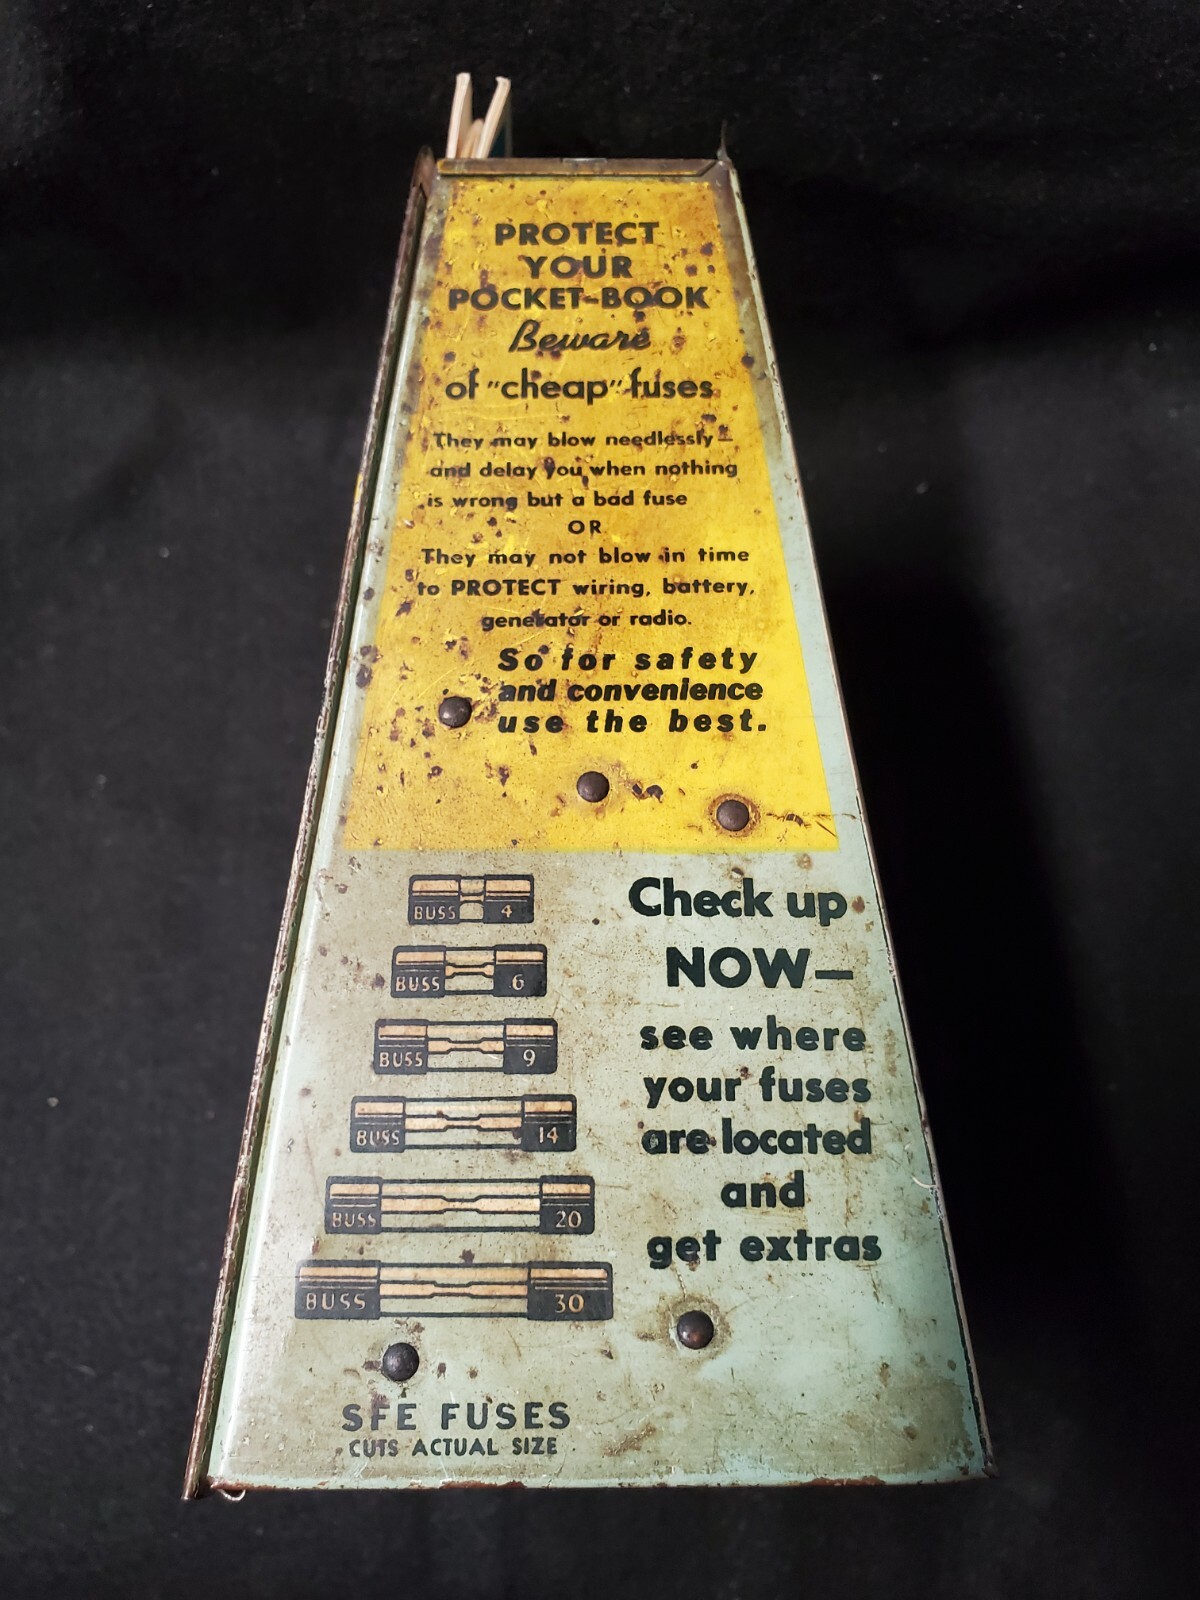 PROTECT
YOUR
POCKET-BOOK
Beware
of "cheap" fuses
They may blow needlessly—
and delay you when nothing
is wrong but a bad fuse
OR
They may not blow in time
to PROTECT wiring, battery,
generator or radio.
So for safety
and convenience
use the best.
BUSS 4
BUSS 6
BUSS 9
BUSS 14
BUSS 20
BUSS 30
SFE FUSES
CUTS ACTUAL SIZE
Check up
NOW—
see where
your fuses
are located
and
get extras